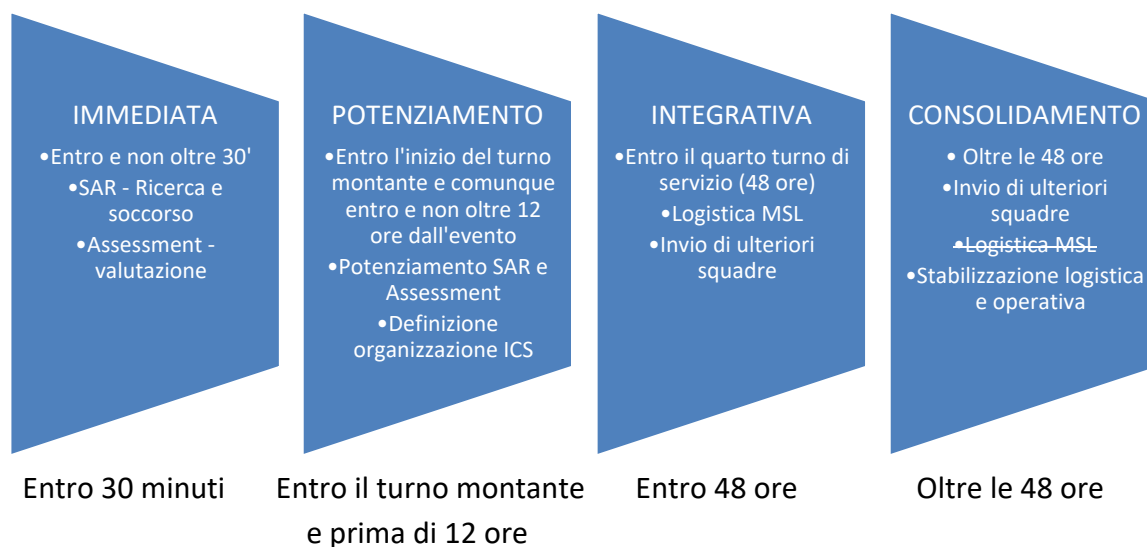 IMMEDIATA
•Entro e non oltre 30'
•SAR - Ricerca e
soccorso
•Assessment -
valutazione
POTENZIAMENTO
•Entro l'inizio del turno
montante e comunque
entro e non oltre 12
ore dall'evento
•Potenziamento SAR e
Assessment
•Definizione
organizzazione ICS
INTEGRATIVA
•Entro il quarto turno di
servizio (48 ore)
•Logistica MSL
•Invio di ulteriori
squadre
CONSOLIDAMENTO
• Oltre le 48 ore
•Invio di ulteriori
squadre
•Logistica MSL
•Stabilizzazione logistica
e operativa
Entro 30 minuti
Entro il turno montante
e prima di 12 ore
Entro 48 ore
Oltre le 48 ore